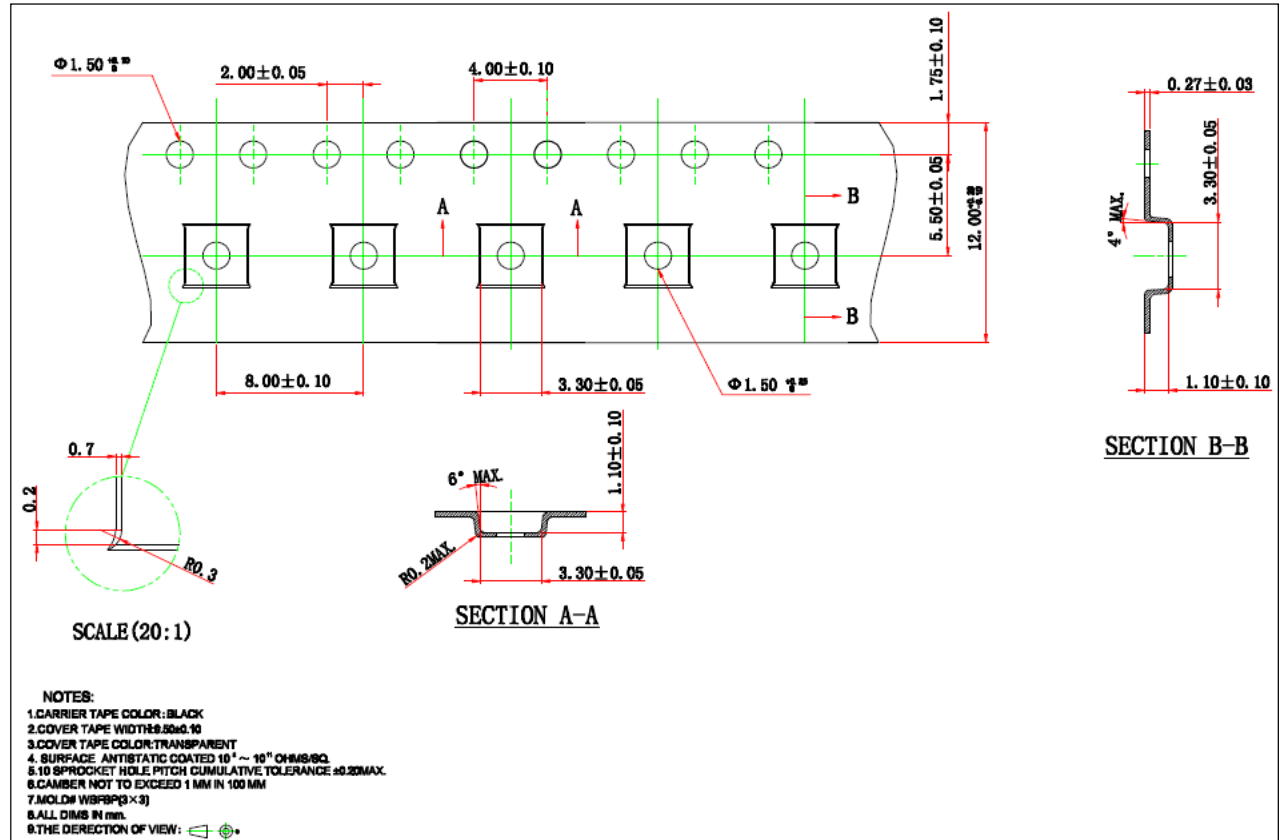 Φ1.50
2.00±0.05
4.00±0.10
1.75±0.10
0.27±0.03
5.50±0.05
12.00
3.30±0.05
4° MAX.
A
A
B
B
8.00±0.10
3.30±0.05
Φ1.50
1.10±0.10
SECTION B-B
0.7
0.2
R0.3
SCALE(20:1)
6° MAX.
1.10±0.10
R0.2MAX.
3.30±0.05
SECTION A-A
NOTES:
1.CARRIER TAPE COLOR:BLACK
2.COVER TAPE WIDTH:9.50±0.10
3.COVER TAPE COLOR:TRANSPARENT
4. SURFACE ANTISTATIC COATED 10 ~ 10¹¹ OHMS/SQ.
5.10 SPROCKET HOLE PITCH CUMULATIVE TOLERANCE ±0.20MAX.
6.CAMBER NOT TO EXCEED 1 MM IN 100 MM
7.MOLD# WBFBP(3×3)
8.ALL DIMS IN mm.
9.THE DERECTION OF VIEW: